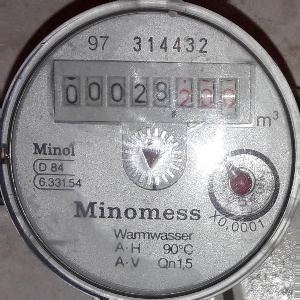 97 314432
00028
m³
Minol
D 84
6.331.54
Minomess
X0,0001
Warmwasser
A·H 90°C
A·V Qn1,5